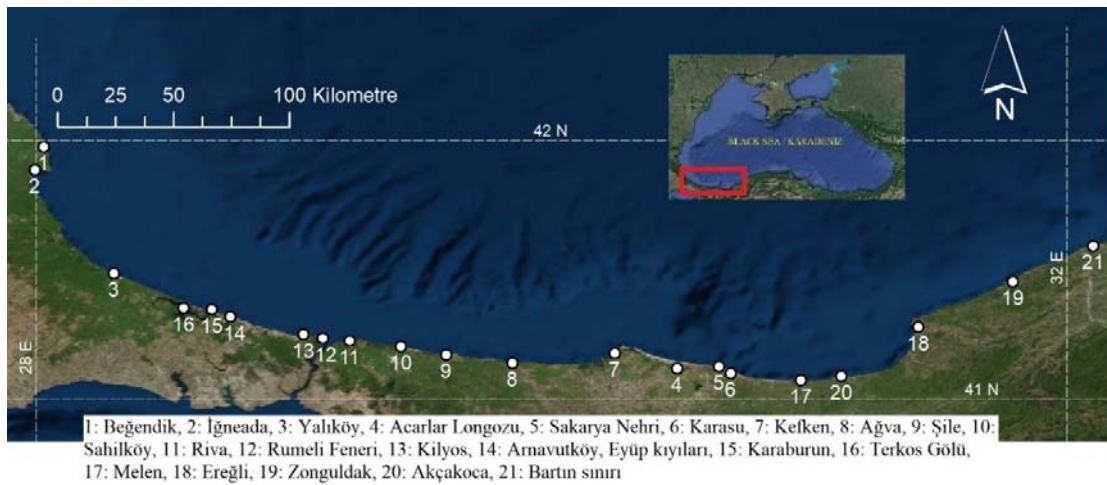 0 25 50 100 Kilometre
N
42 N
BLACK SEA / KARADENİZ
1
2
21
32 E
3
19
16 15 14
18
13 12 11
10
28 E
9
8
7
4
5
6
17
20
41 N
1: Beğendik, 2: İğneada, 3: Yalıköy, 4: Acarlar Longozu, 5: Sakarya Nehri, 6: Karasu, 7: Kefken, 8: Ağva, 9: Şile, 10:
Sahilköy, 11: Riva, 12: Rumeli Feneri, 13: Kilyos, 14: Arnavutköy, Eyüp kıyıları, 15: Karaburun, 16: Terkos Gölü,
17: Melen, 18: Ereğli, 19: Zonguldak, 20: Akçakoca, 21: Bartın sınırı